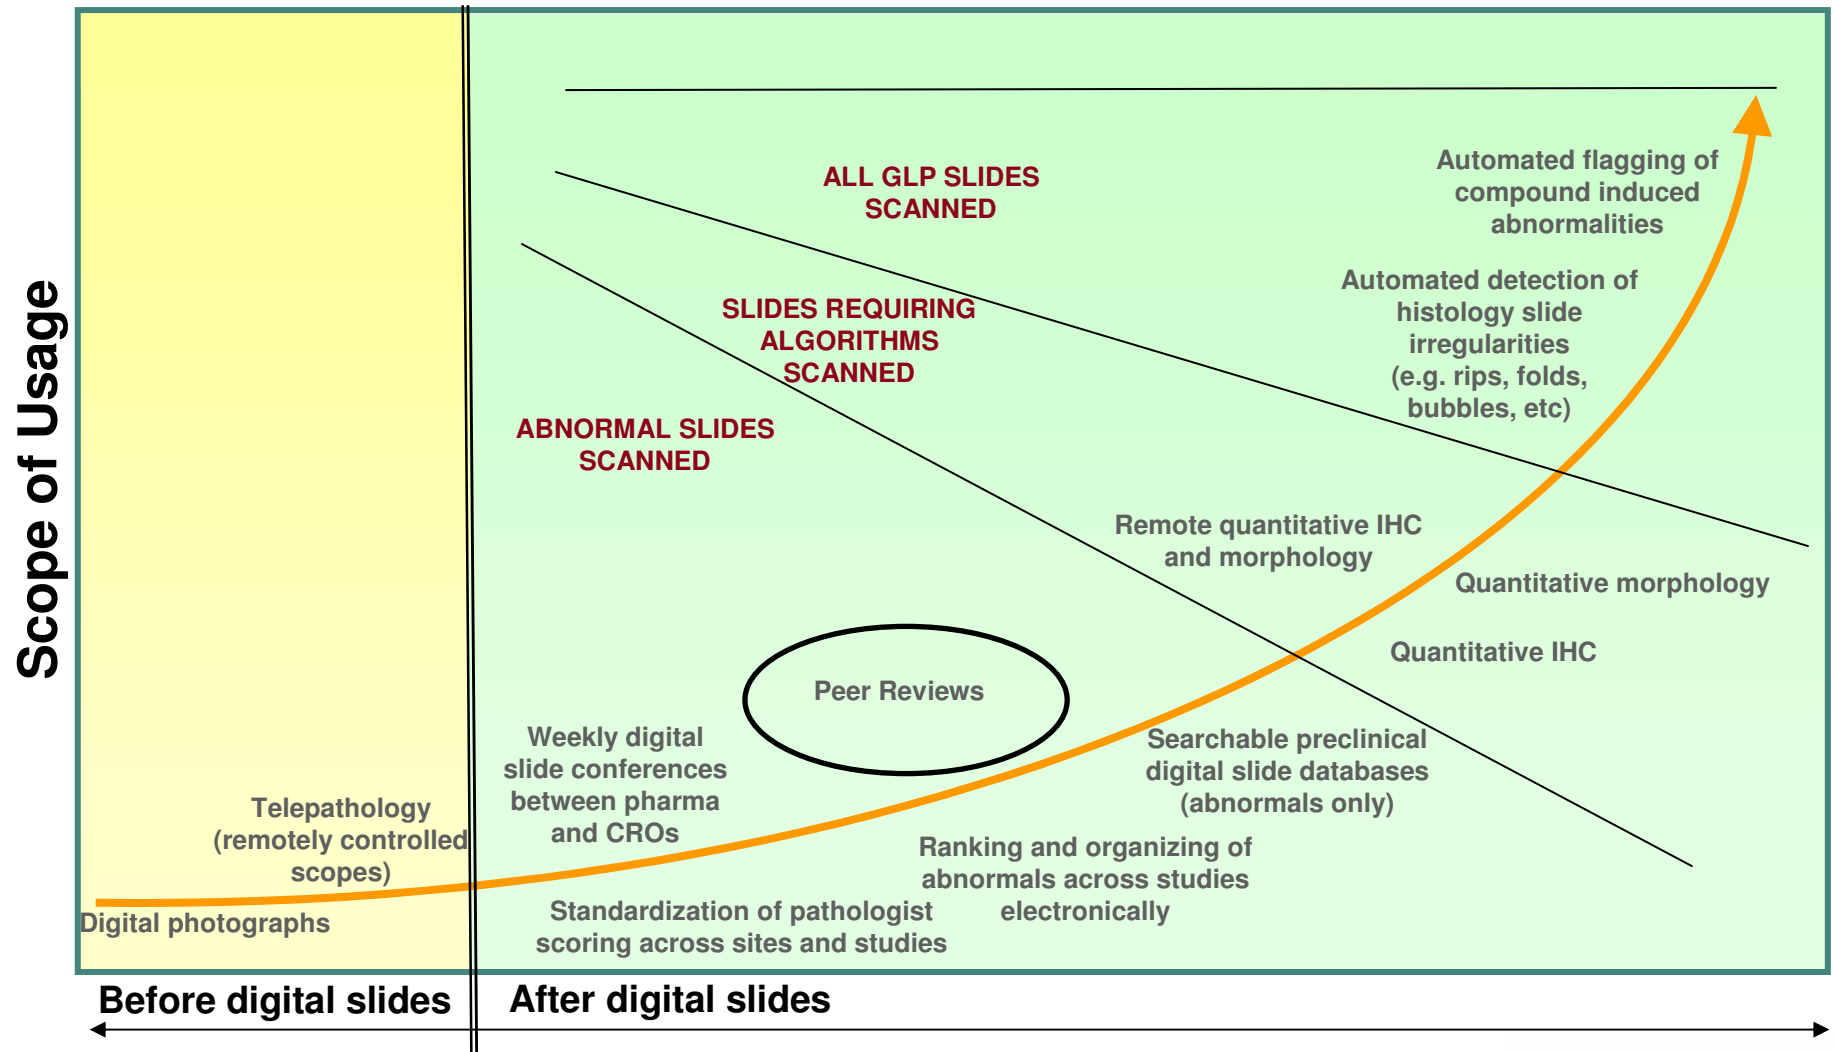 Scope of Usage
ALL GLP SLIDES
SCANNED
SLIDES REQUIRING
ALGORITHMS
SCANNED
ABNORMAL SLIDES
SCANNED
Automated flagging of
compound induced
abnormalities
Automated detection of
histology slide
irregularities
(e.g. rips, folds,
bubbles, etc)
Remote quantitative IHC
and morphology
Quantitative morphology
Quantitative IHC
Peer Reviews
Weekly digital
slide conferences
between pharma
and CROs
Searchable preclinical
digital slide databases
(abnormals only)
Telepathology
(remotely controlled
scopes)
Ranking and organizing of
abnormals across studies
electronically
Digital photographs
Standardization of pathologist
scoring across sites and studies
Before digital slides
After digital slides